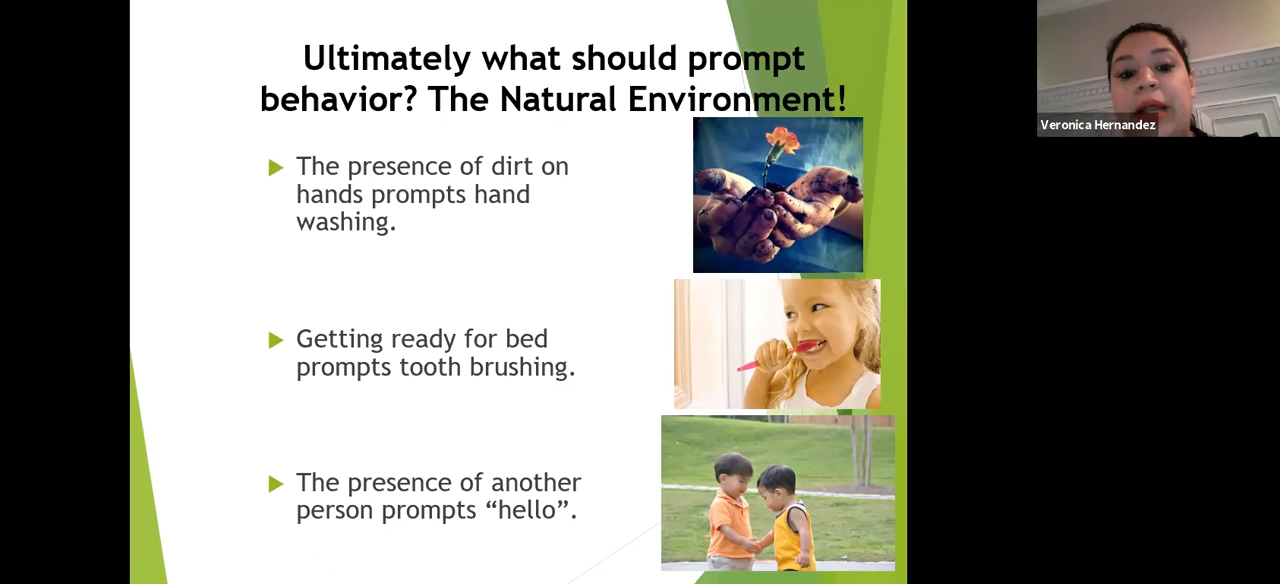 Ultimately what should prompt
behavior? The Natural Environment!
The presence of dirt on
hands prompts hand
washing.
Getting ready for bed
prompts tooth brushing.
The presence of another
person prompts “hello”.
Veronica Hernandez